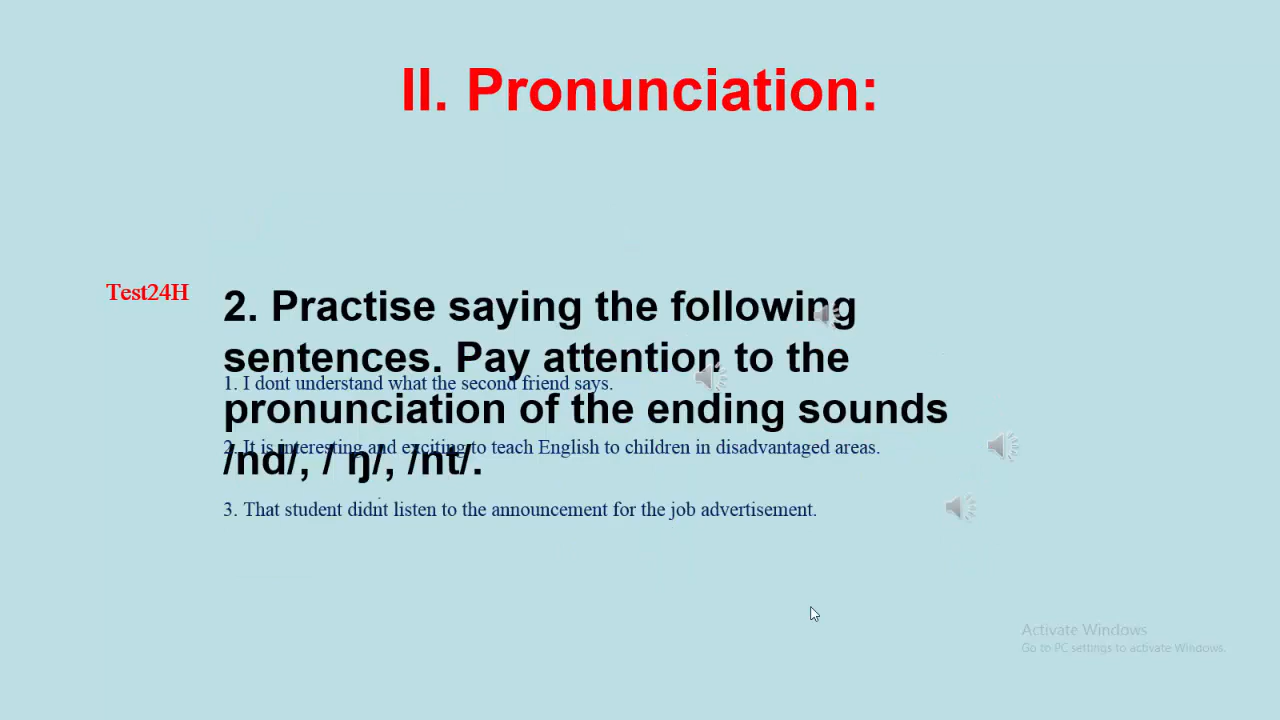 II. Pronunciation:
Test24H
2. Practise saying the following
sentences. Pay attention to the
1. I dont understand what the second friend says.
pronunciation of the ending sounds
2. It is interesting and exciting to teach English to children in disadvantaged areas.
/nd/, / ŋ/, /nt/.
3. That student didnt listen to the announcement for the job advertisement.
Activate Windows
Go to PC settings to activate Windows.